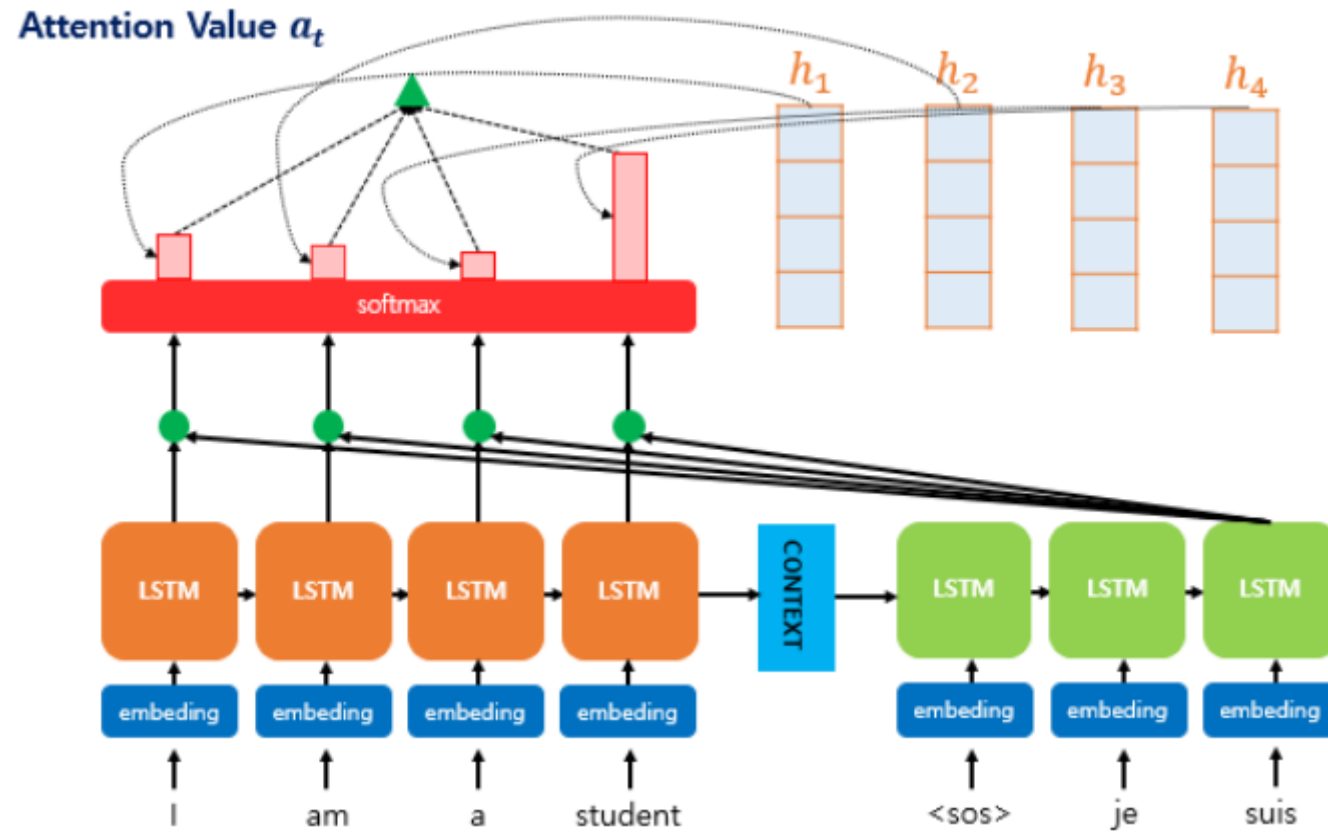 Attention Value a_t
h_1 h_2 h_3 h_4
softmax
LSTM LSTM LSTM LSTM CONTEXT LSTM LSTM LSTM
embeding embeding embeding embeding embeding embeding embeding
I am a student <sos> je suis